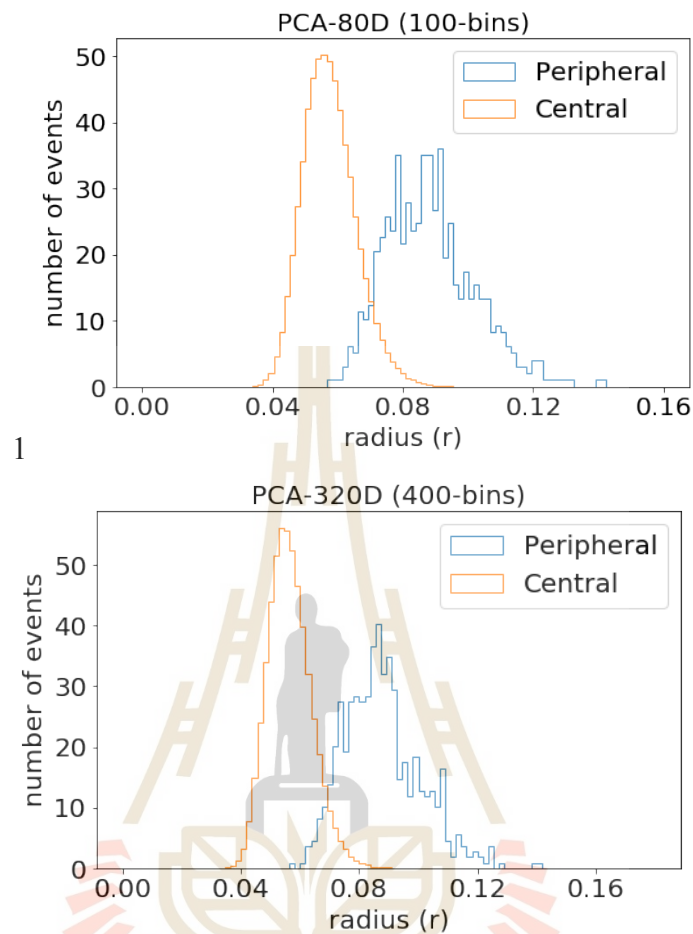 PCA-80D (100-bins)
50
40
30
20
10
0
number of events
Peripheral
Central
0.00 0.04 0.08 0.12 0.16
radius (r)
1
PCA-320D (400-bins)
50
40
30
20
10
0
number of events
Peripheral
Central
0.00 0.04 0.08 0.12 0.16
radius (r)